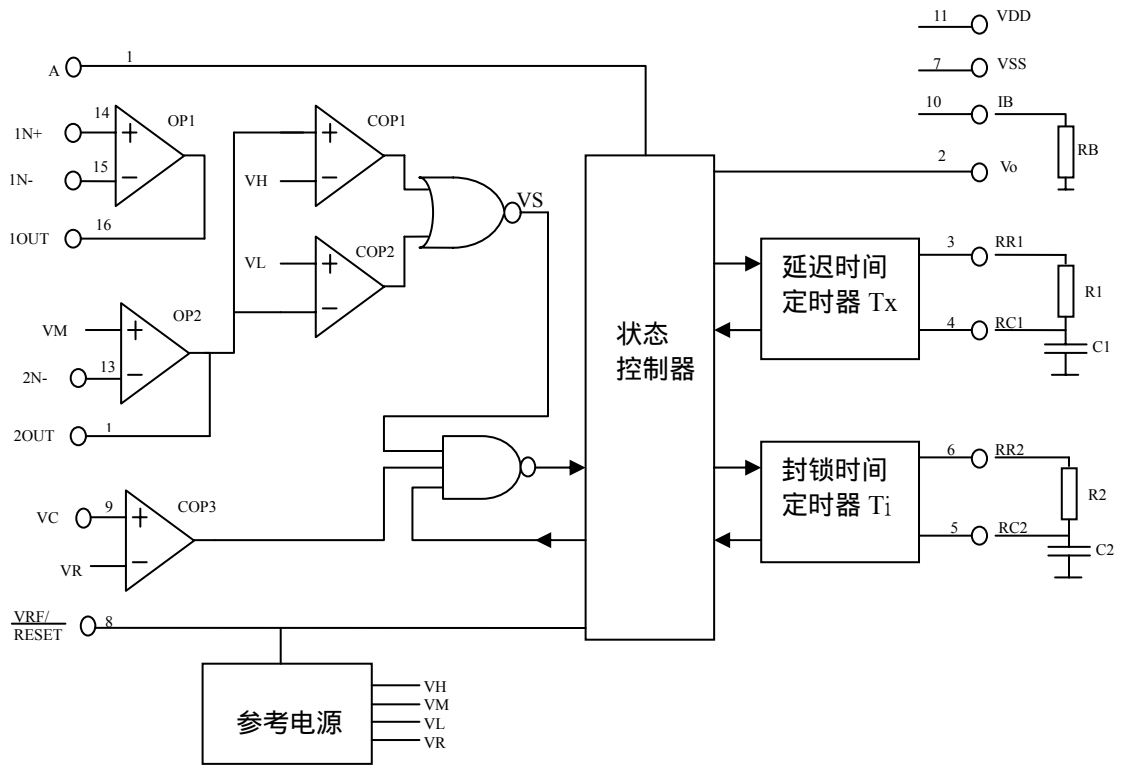 11 VDD
A 1
7 VSS
10 IB
RB
14 OP1 COP1
1N+
15
1N-
VH
2 Vo
VS
16
1OUT
3 RR1
延迟时间
定时器 Tx
COP2
VL
R1
OP2
VM
4 RC1
状态
控制器
C1
13
2N-
2OUT 1
6 RR2
封锁时间
定时器 Ti
R2
COP3
VC 9
5 RC2
C2
VR
VRF/
RESET
8
参考电源
VH
VM
VL
VR